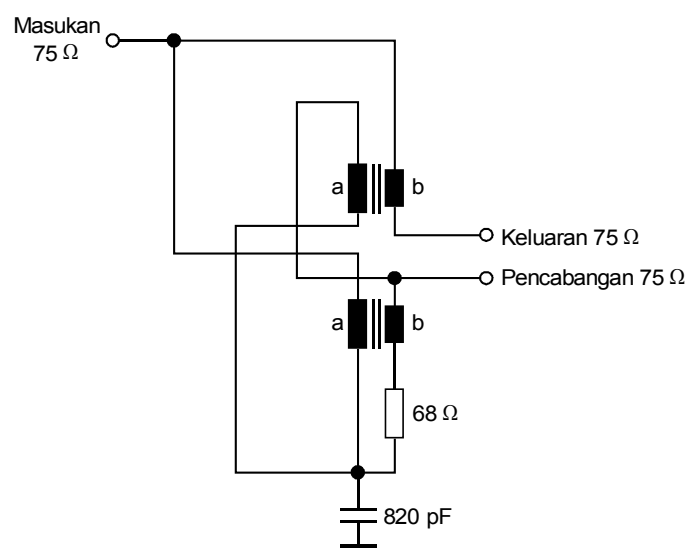 Masukan
75 Ω
a
b
Keluaran 75 Ω
Pencabangan 75 Ω
a
b
68 Ω
820 pF